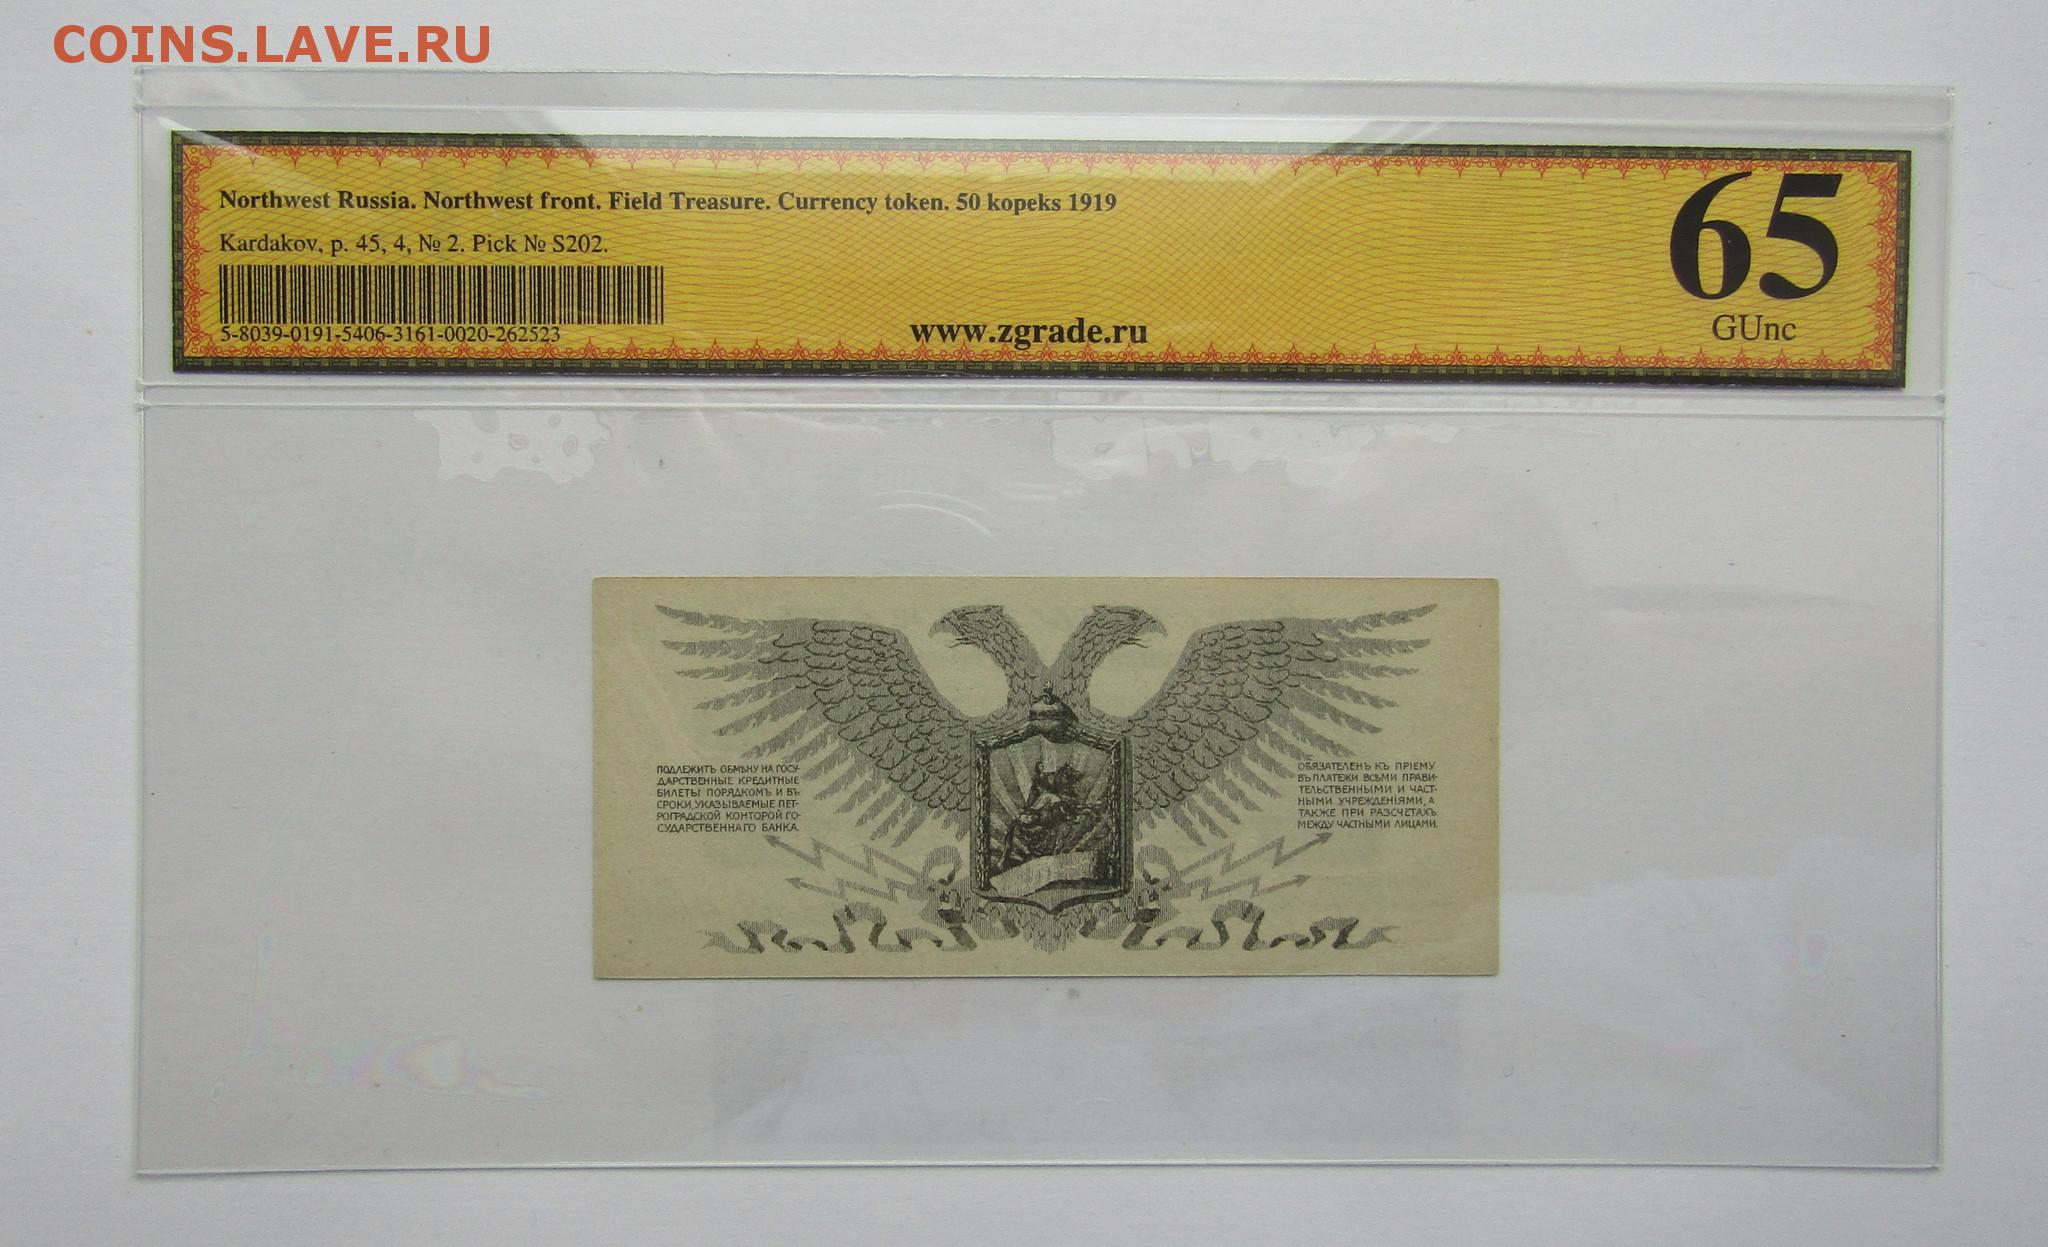 COINS.LAVE.RU
Northwest Russia. Northwest front. Field Treasure. Currency token. 50 kopeks 1919
Kardakov, p. 45, 4, № 2. Pick № S202.
5-8039-0191-5406-3161-0020-262523
www.zgrade.ru
65
GUnc
ПОДЛЕЖИТЪ ОБМѢНУ НА ГОСУ-
ДАРСТВЕННЫЕ КРЕДИТНЫЕ
БИЛЕТЫ ПОРЯДКОМЪ И ВЪ
СРОКИ, УКАЗЫВАЕМЫЕ ПЕТ-
РОГРАДСКОЙ КОНТОРОЙ ГО-
СУДАРСТВЕННАГО БАНКА.
ОБЯЗАТЕЛЕНЪ КЪ ПРІЕМУ
ВЪ ПЛАТЕЖИ ВСѢМИ ПРАВИ-
ТЕЛЬСТВЕННЫМИ И ЧАСТ-
НЫМИ УЧРЕЖДЕНІЯМИ, А
ТАКЖЕ ПРИ РАЗСЧЕТАХЪ
МЕЖДУ ЧАСТНЫМИ ЛИЦАМИ.